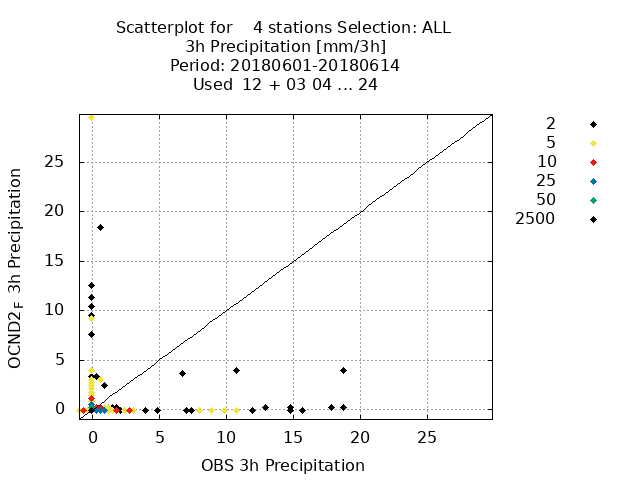 Scatterplot for 4 stations Selection: ALL
3h Precipitation [mm/3h]
Period: 20180601-20180614
Used 12 + 03 04 ... 24
2
5
10
25
50
2500
OCND2F 3h Precipitation
25
20
15
10
5
0
0 5 10 15 20 25
OBS 3h Precipitation